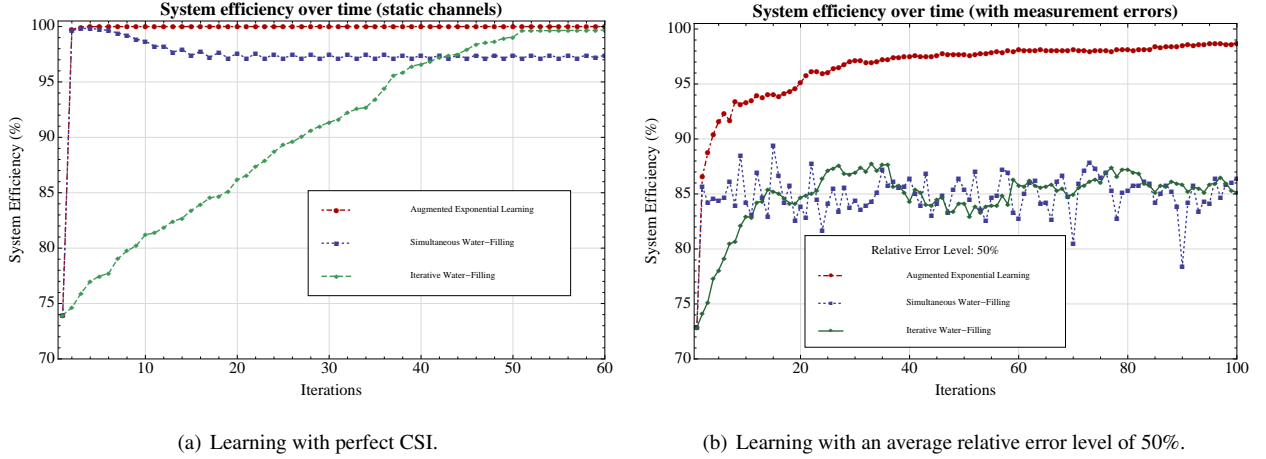 System efficiency over time (static channels)
System Efficiency (%)
100
95
90
85
80
75
70
Augmented Exponential Learning
Simultaneous Water-Filling
Iterative Water-Filling
10
20
30
40
50
60
Iterations
(a) Learning with perfect CSI.
System efficiency over time (with measurement errors)
System Efficiency (%)
100
95
90
85
80
75
70
Relative Error Level: 50%
Augmented Exponential Learning
Simultaneous Water-Filling
Iterative Water-Filling
20
40
60
80
100
Iterations
(b) Learning with an average relative error level of 50%.